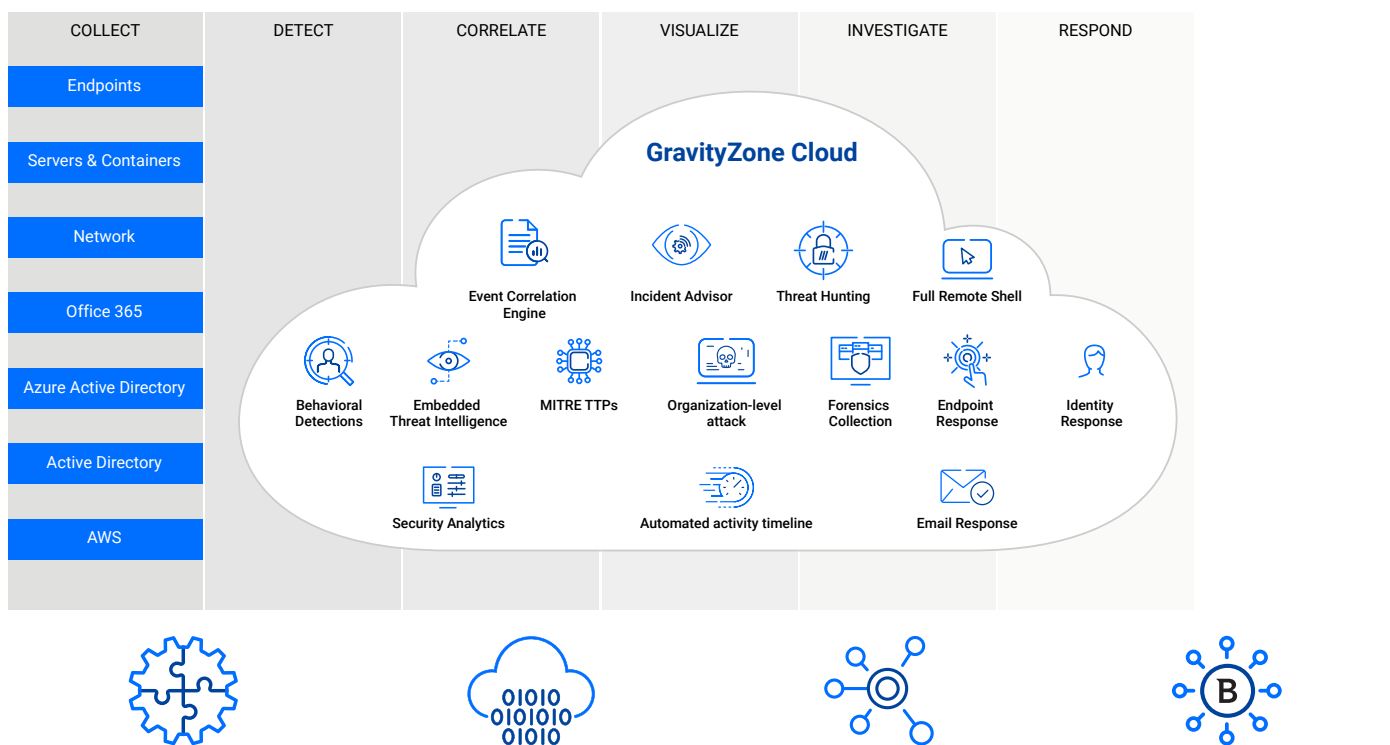 COLLECT
DETECT
CORRELATE
VISUALIZE
INVESTIGATE
RESPOND
Endpoints
Servers & Containers
Network
Office 365
Azure Active Directory
Active Directory
AWS
GravityZone Cloud
Event Correlation
Engine
Incident Advisor
Threat Hunting
Full Remote Shell
Behavioral
Detections
Embedded
Threat Intelligence
MITRE TTPs
Organization-level
attack
Forensics
Collection
Endpoint
Response
Identity
Response
Security Analytics
Automated activity timeline
Email Response
01010
0101010
01010
B